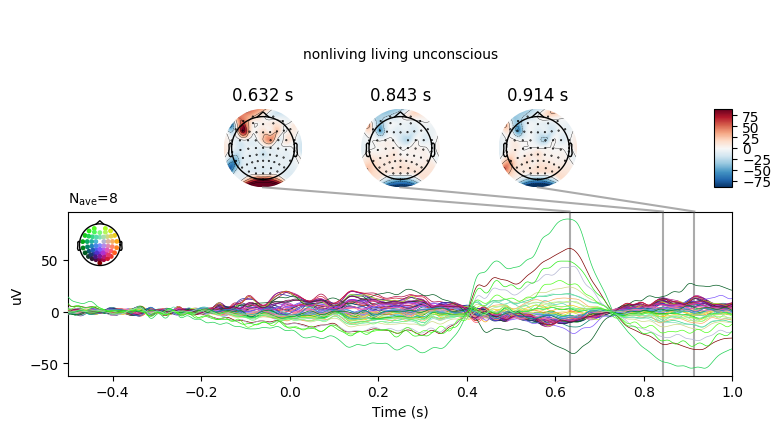 nonliving living unconscious
0.632 s 0.843 s 0.914 s
75
50
25
0
−25
−50
−75
Nave=8
50
0
−50
uV
−0.4 −0.2 0.0 0.2 0.4 0.6 0.8 1.0
Time (s)